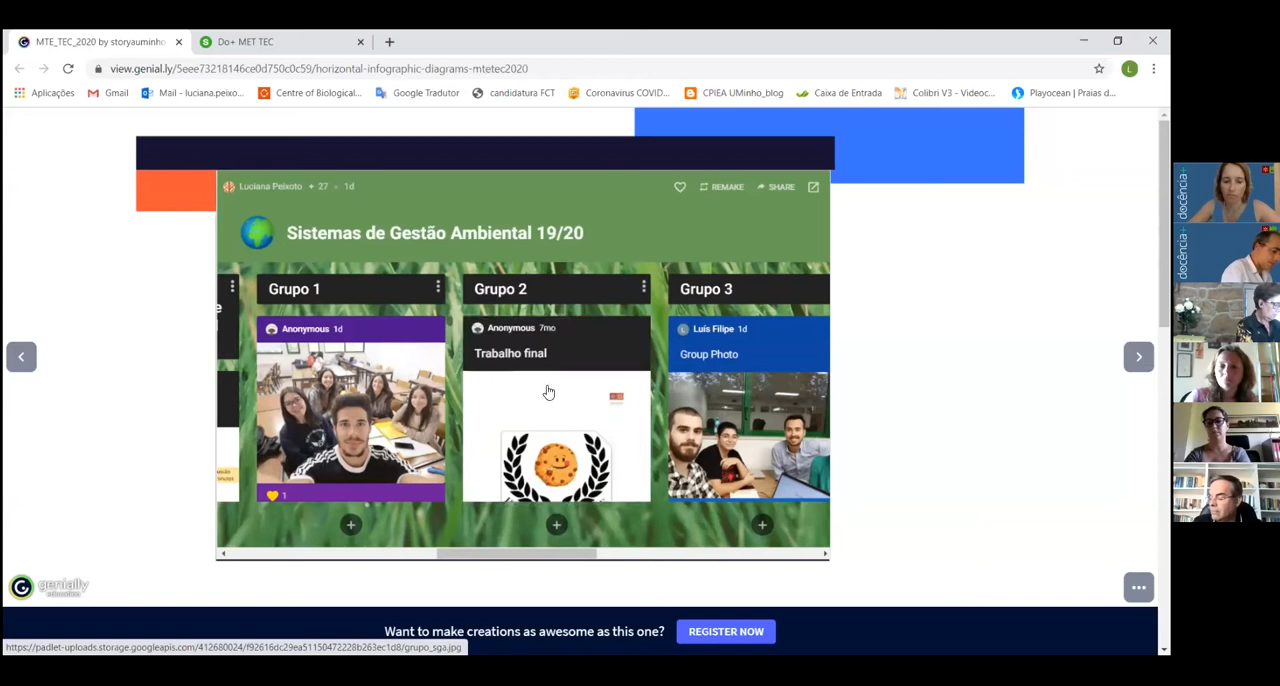 MTE_TEC_2020 by storyauminho
Do+ MET TEC
view.genial.ly/5eee73218146ce0d750c0c59/horizontal-infographic-diagrams-mtetec2020
L
Aplicações
Gmail
Mail - luciana.peixo...
Centre of Biological...
Google Tradutor
candidatura FCT
Coronavirus COVID...
CPIEA UMinho_blog
Caixa de Entrada
Colibri V3 - Videoc...
Playocean | Praias d...
Luciana Peixoto + 27 • 1d
REMAKE
SHARE
Sistemas de Gestão Ambiental 19/20
Grupo 1
Grupo 2
Grupo 3
Anonymous 1d
Anonymous 7mo
Luís Filipe 1d
L
Trabalho final
Group Photo
1
genially
education
Want to make creations as awesome as this one?
REGISTER NOW
https://padlet-uploads.storage.googleapis.com/412680024/f92616dc29ea51150472228b263ec1d8/grupo_sga.jpg
docência+
docência+